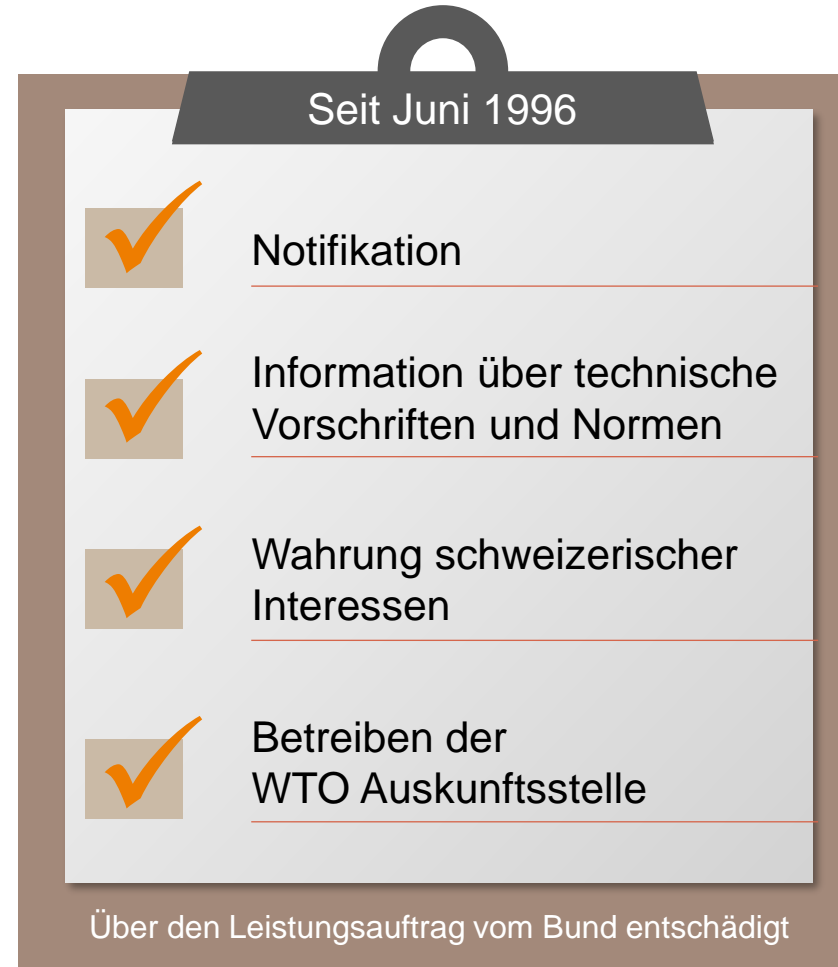 Seit Juni 1996
Notifikation
Information über technische
Vorschriften und Normen
Wahrung schweizerischer
Interessen
Betreiben der
WTO Auskunftsstelle
Über den Leistungsauftrag vom Bund entschädigt